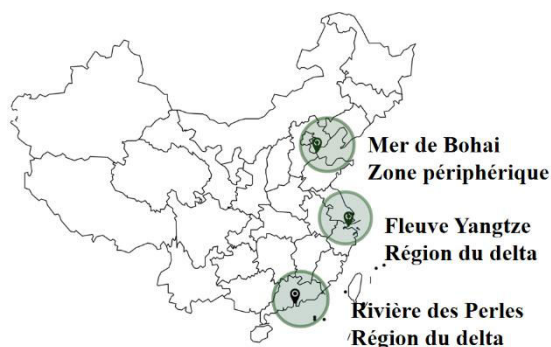 Mer de Bohai
Zone périphérique
Fleuve Yangtze
Région du delta
Rivière des Perles
Région du delta